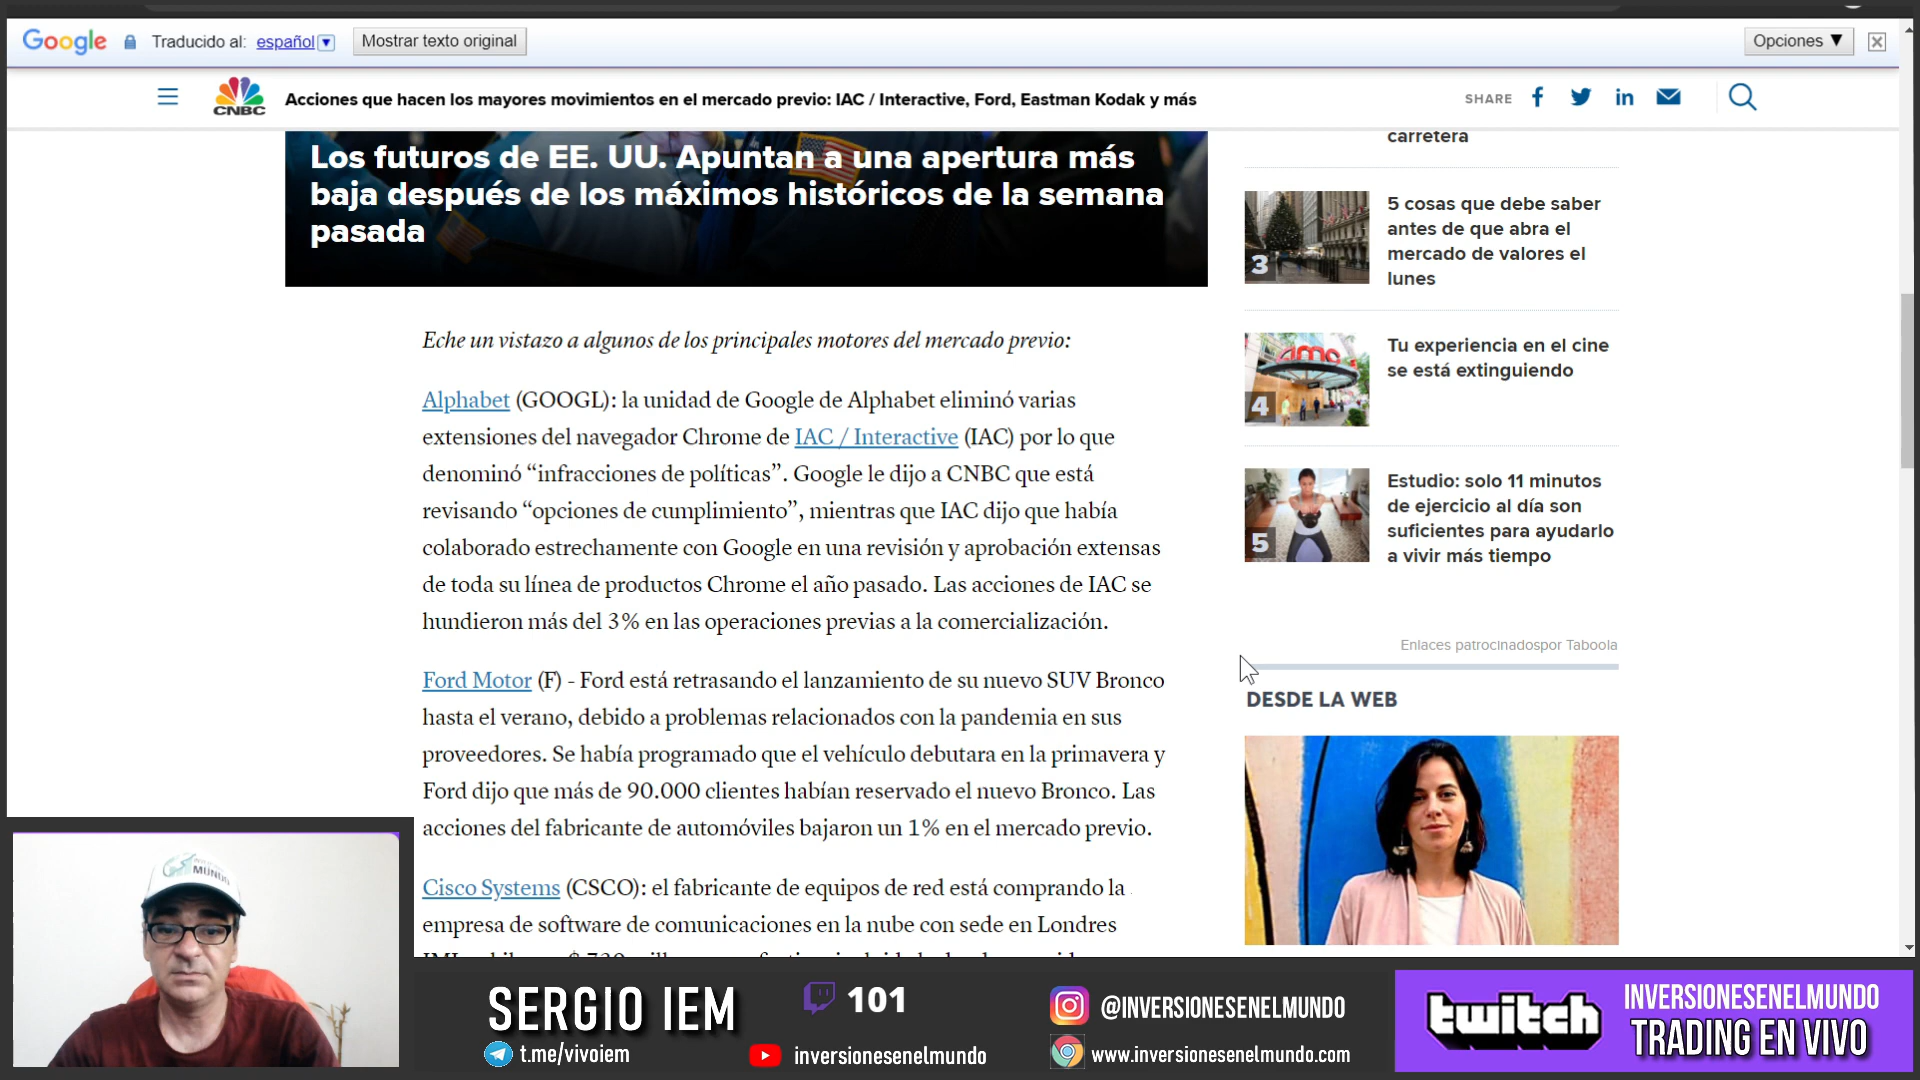 Google Traducido al: español Mostrar texto original Opciones ▼
CNBC Acciones que hacen los mayores movimientos en el mercado previo: IAC / Interactive, Ford, Eastman Kodak y más SHARE
Los futuros de EE. UU. Apuntan a una apertura más
baja después de los máximos históricos de la semana
pasada
Eche un vistazo a algunos de los principales motores del mercado previo:
Alphabet (GOOGL): la unidad de Google de Alphabet eliminó varias
extensiones del navegador Chrome de IAC / Interactive (IAC) por lo que
denominó “infracciones de políticas”. Google le dijo a CNBC que está
revisando “opciones de cumplimiento”, mientras que IAC dijo que había
colaborado estrechamente con Google en una revisión y aprobación extensas
de toda su línea de productos Chrome el año pasado. Las acciones de IAC se
hundieron más del 3% en las operaciones previas a la comercialización.
Ford Motor (F) - Ford está retrasando el lanzamiento de su nuevo SUV Bronco
hasta el verano, debido a problemas relacionados con la pandemia en sus
proveedores. Se había programado que el vehículo debutara en la primavera y
Ford dijo que más de 90.000 clientes habían reservado el nuevo Bronco. Las
acciones del fabricante de automóviles bajaron un 1% en el mercado previo.
Cisco Systems (CSCO): el fabricante de equipos de red está comprando la
empresa de software de comunicaciones en la nube con sede en Londres
carretera
3
5 cosas que debe saber
antes de que abra el
mercado de valores el
lunes
amc
4
Tu experiencia en el cine
se está extinguiendo
5
Estudio: solo 11 minutos
de ejercicio al día son
suficientes para ayudarlo
a vivir más tiempo
Enlaces patrocinadospor Taboola
DESDE LA WEB
MUNDO
SERGIO IEM
t.me/vivoiem
101
inversionesenelmundo
@INVERSIONESENELMUNDO
www.inversionesenelmundo.com
twitch
INVERSIONESENELMUNDO
TRADING EN VIVO